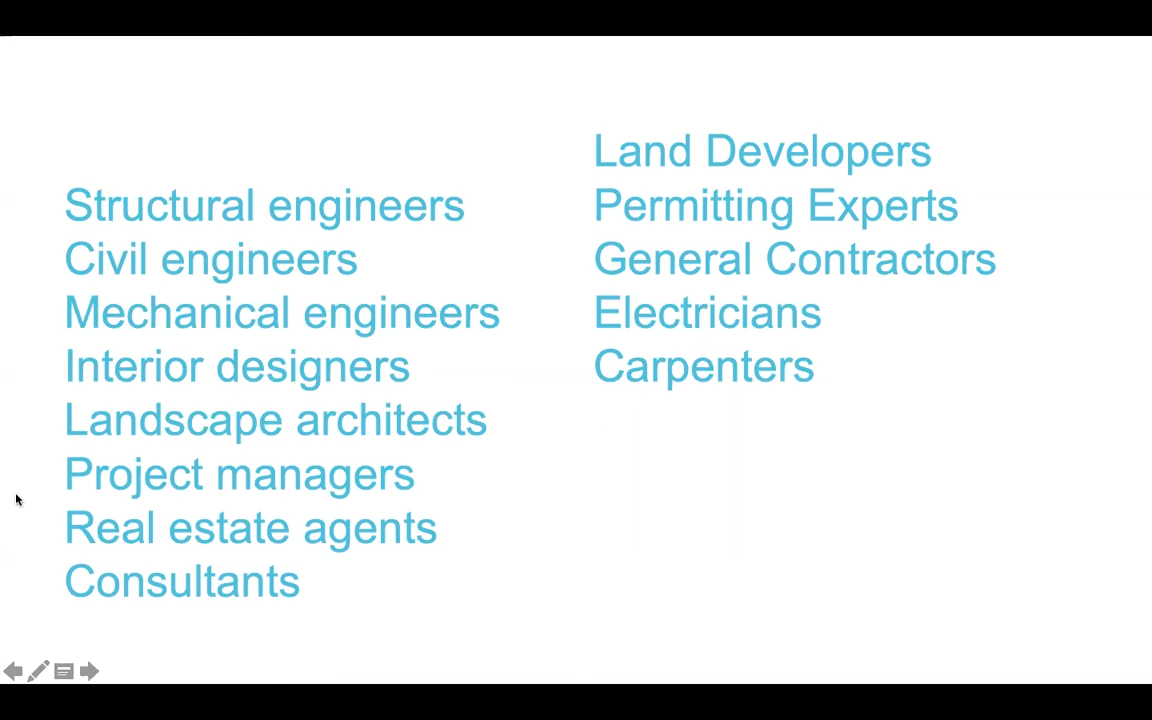 Structural engineers
Civil engineers
Mechanical engineers
Interior designers
Landscape architects
Project managers
Real estate agents
Consultants
Land Developers
Permitting Experts
General Contractors
Electricians
Carpenters